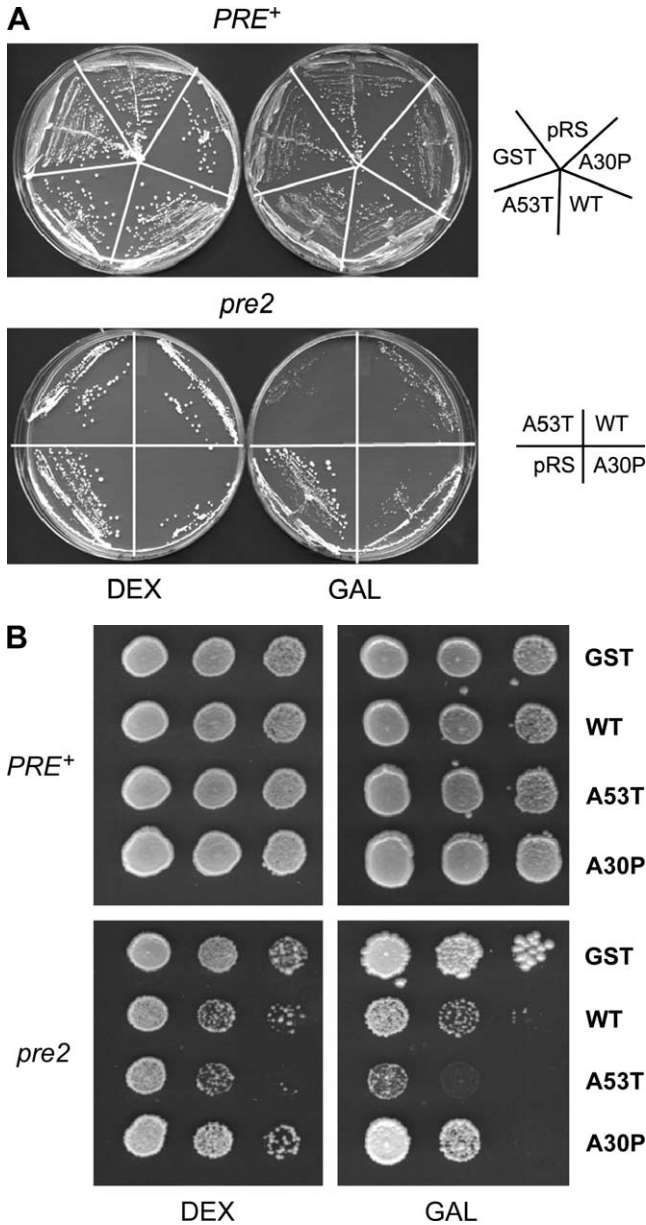 A
PRE+
pRS
GST A30P
A53T WT
pre2
A53T WT
pRS A30P
DEX GAL
B
PRE+
GST
WT
A53T
A30P
pre2
GST
WT
A53T
A30P
DEX GAL